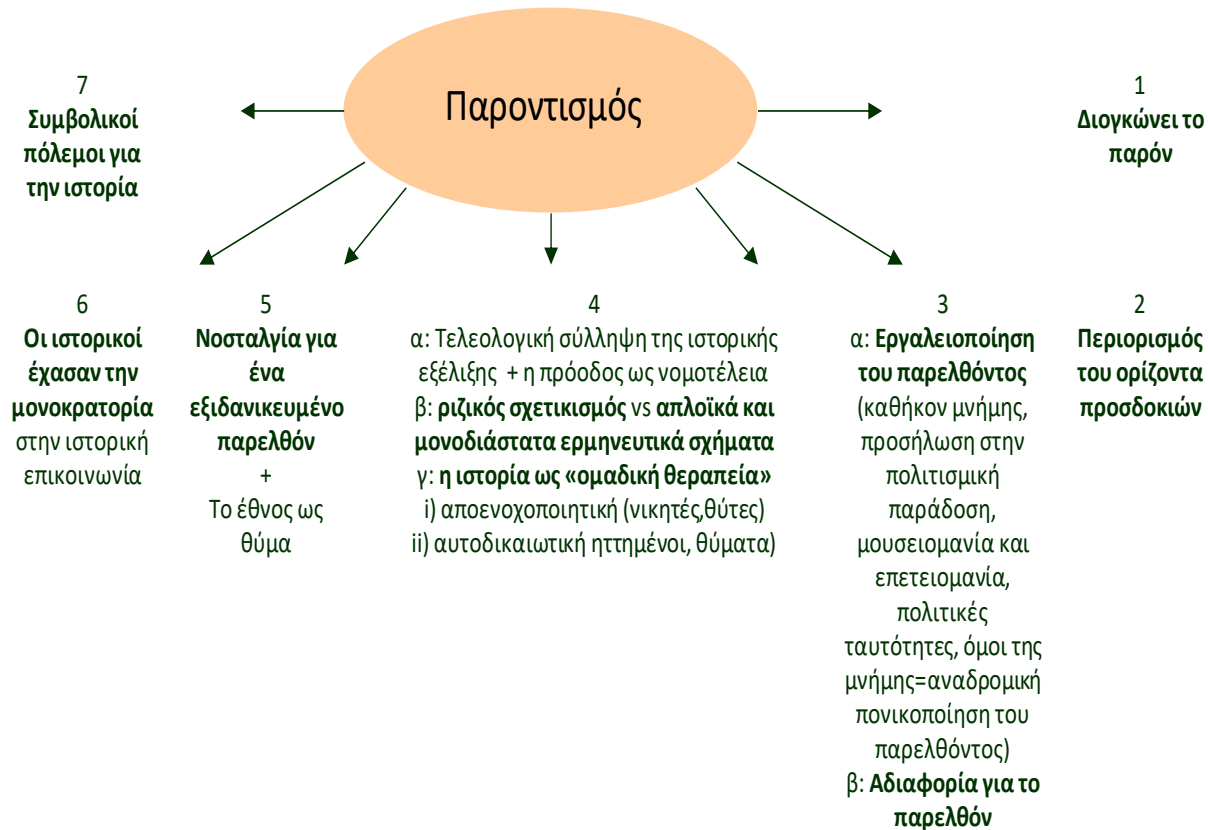 Παροντισμός
1
Διογκώνει το
παρόν
2
Περιορισμός
του ορίζοντα
προσδοκιών
3
α: Εργαλειοποίηση
του παρελθόντος
(καθήκον μνήμης,
προσήλωση στην
πολιτισμική
παράδοση,
μουσειομανία και
επετειομανία,
πολιτικές
ταυτότητες, όμοι της
μνήμης=αναδρομική
πονικοποίηση του
παρελθόντος)
β: Αδιαφορία για το
παρελθόν
4
α: Τελεολογική σύλληψη της ιστορικής
εξέλιξης + η πρόοδος ως νομοτέλεια
β: ριζικός σχετικισμός vs απλοϊκά και
μονοδιάστατα ερμηνευτικά σχήματα
γ: η ιστορία ως «ομαδική θεραπεία»
i) αποενοχοποιητική (νικητές,θύτες)
ii) αυτοδικαιωτική ηττημένοι, θύματα)
5
Νοσταλγία για
ένα
εξιδανικευμένο
παρελθόν
+
Το έθνος ως
θύμα
6
Οι ιστορικοί
έχασαν την
μονοκρατορία
στην ιστορική
επικοινωνία
7
Συμβολικοί
πόλεμοι για
την ιστορία